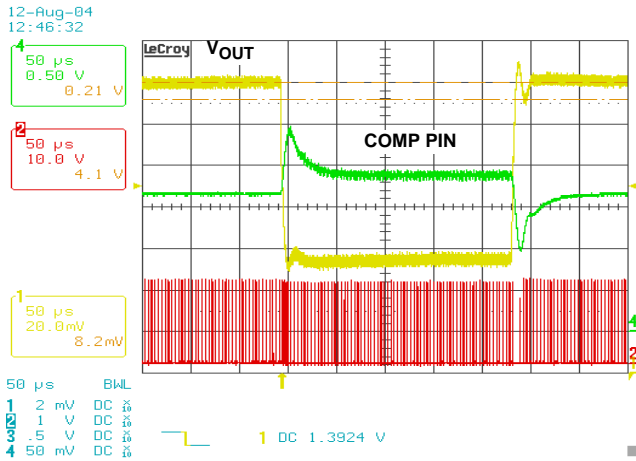 12-Aug-04
12:46:32
4
50 µs
0.50 V
0.21 V
2
50 µs
10.0 V
4.1 V
1
50 µs
20.0mV
8.2mV
LeCroy
VOUT
COMP PIN
4
2
50 µs BWL
1 2 mV DC x10
2 1 V DC x10
3 .5 V DC x10
4 50 mV DC x10
1 DC 1.3924 V